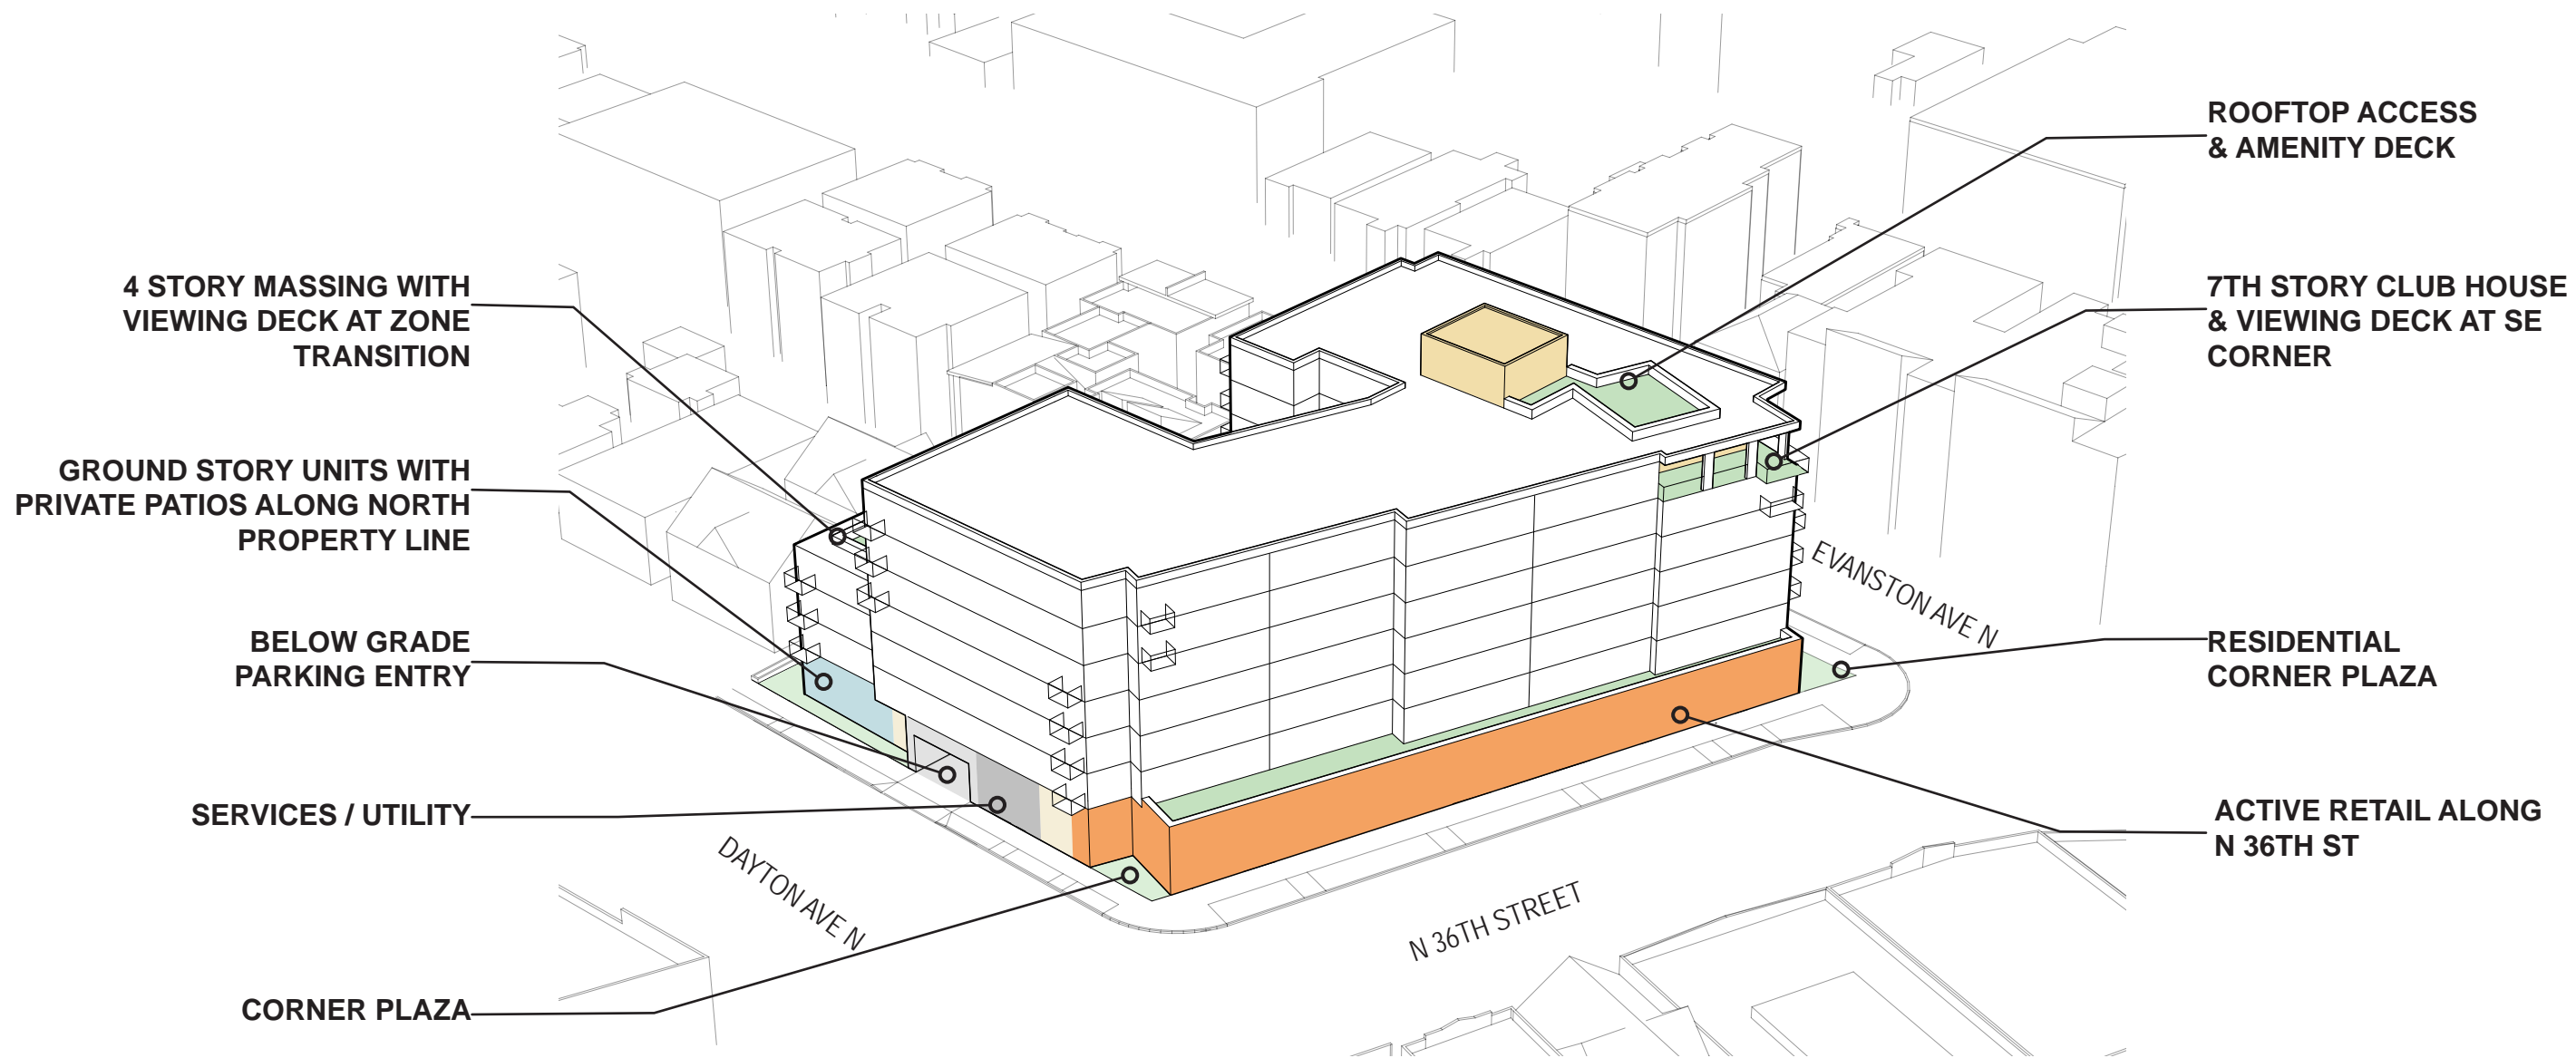 4 STORY MASSING WITH
VIEWING DECK AT ZONE
TRANSITION
GROUND STORY UNITS WITH
PRIVATE PATIOS ALONG NORTH
PROPERTY LINE
BELOW GRADE
PARKING ENTRY
SERVICES / UTILITY
CORNER PLAZA
ROOFTOP ACCESS
& AMENITY DECK
7TH STORY CLUB HOUSE
& VIEWING DECK AT SE
CORNER
RESIDENTIAL
CORNER PLAZA
ACTIVE RETAIL ALONG
N 36TH ST
EVANSTON AVE N
DAYTON AVE N
N 36TH STREET